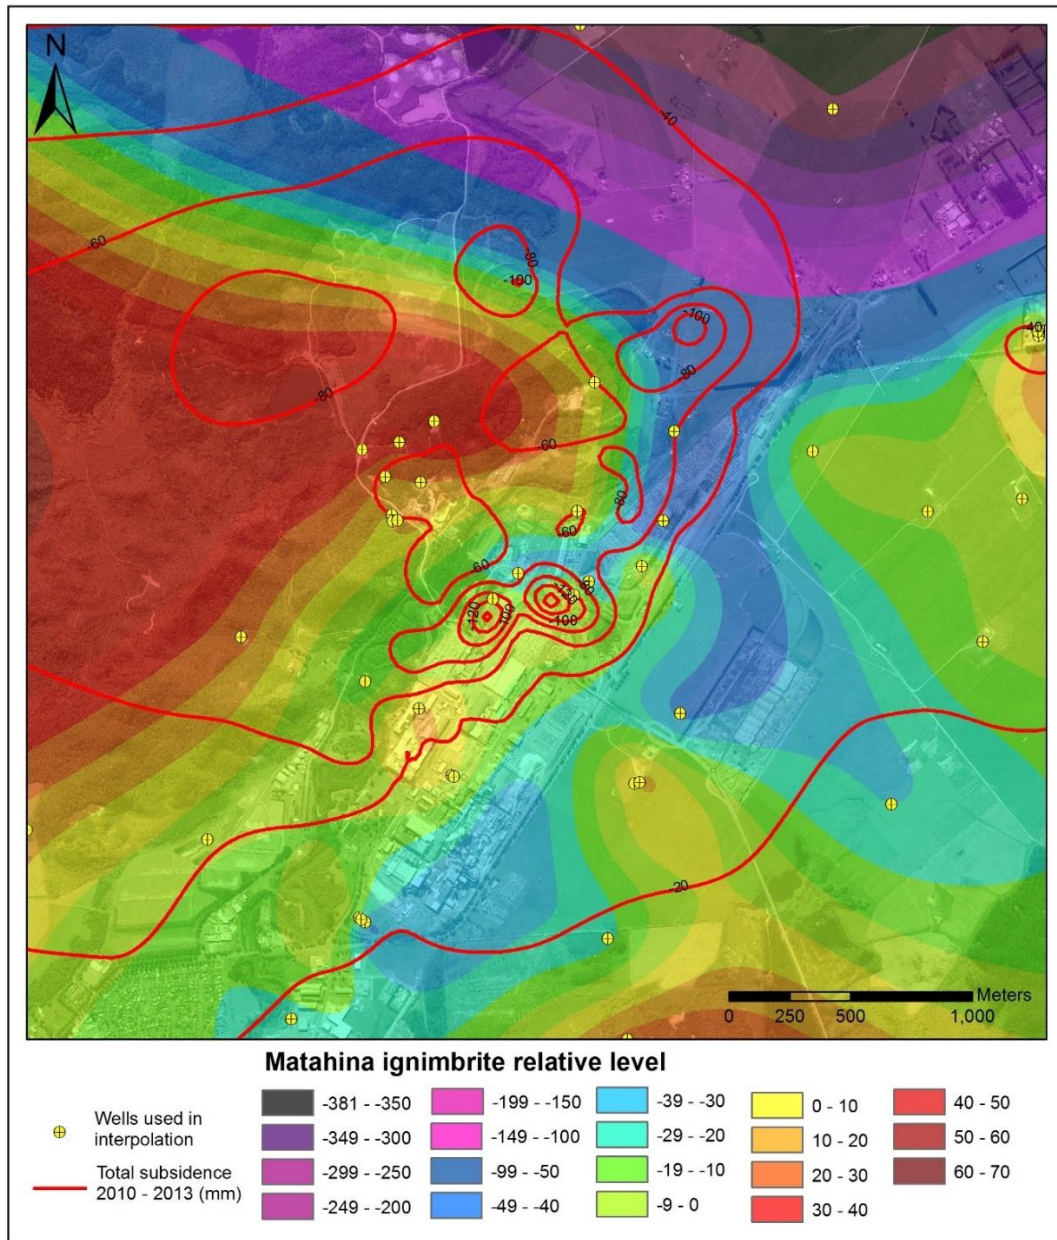 N
-40
-60
-80
-100
-100
-80
-40
-80
60
-80
-60
-60
-120
-100
-100
-20
Meters
0 250 500 1,000
Matahina ignimbrite relative level
Wells used in
interpolation
Total subsidence
2010 - 2013 (mm)
-381 - -350
-349 - -300
-299 - -250
-249 - -200
-199 - -150
-149 - -100
-99 - -50
-49 - -40
-39 - -30
-29 - -20
-19 - -10
-9 - 0
0 - 10
10 - 20
20 - 30
30 - 40
40 - 50
50 - 60
60 - 70